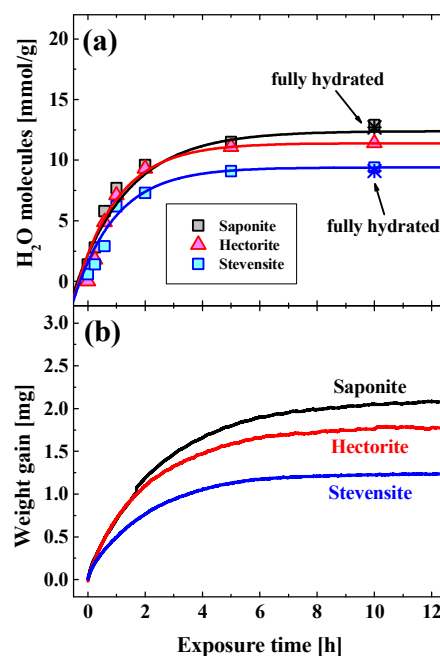 (a)
fully hydrated
fully hydrated
Saponite
Hectorite
Stevensite
H₂O molecules [mmol/g]
25
20
15
10
5
0
(b)
Saponite
Hectorite
Stevensite
Weight gain [mg]
3.0
2.5
2.0
1.5
1.0
0.5
0.0
0 2 4 6 8 10 12
Exposure time [h]